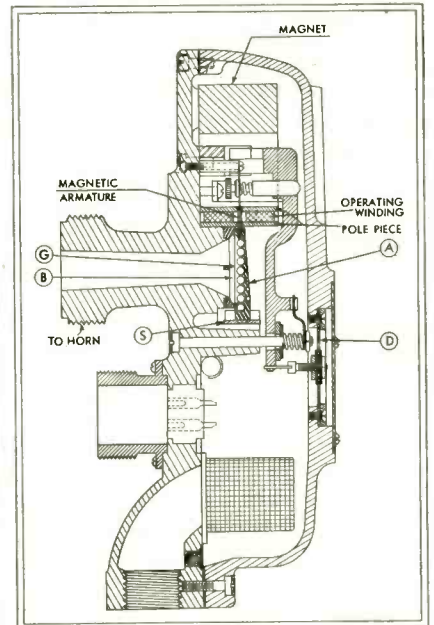 MAGNET
MAGNETIC
ARMATURE
OPERATING
WINDING
POLE PIECE
A
G
B
S
TO HORN
D